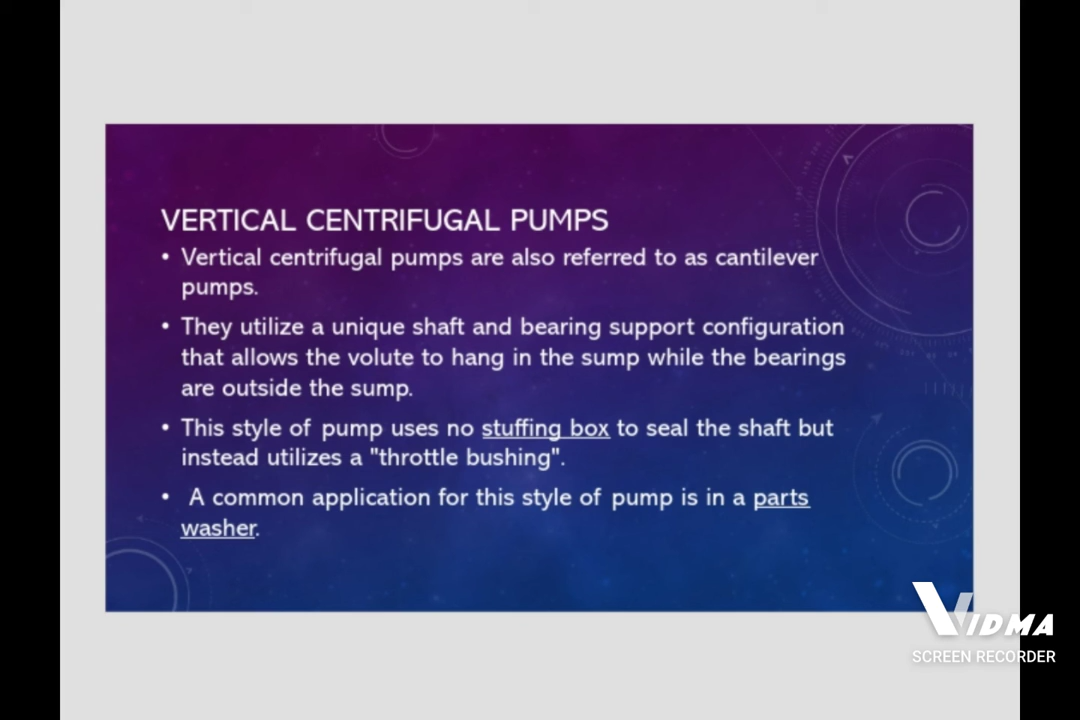 VERTICAL CENTRIFUGAL PUMPS
• Vertical centrifugal pumps are also referred to as cantilever
pumps.
• They utilize a unique shaft and bearing support configuration
that allows the volute to hang in the sump while the bearings
are outside the sump.
• This style of pump uses no stuffing box to seal the shaft but
instead utilizes a "throttle bushing".
• A common application for this style of pump is in a parts
washer.
VIDMA
SCREEN RECORDER